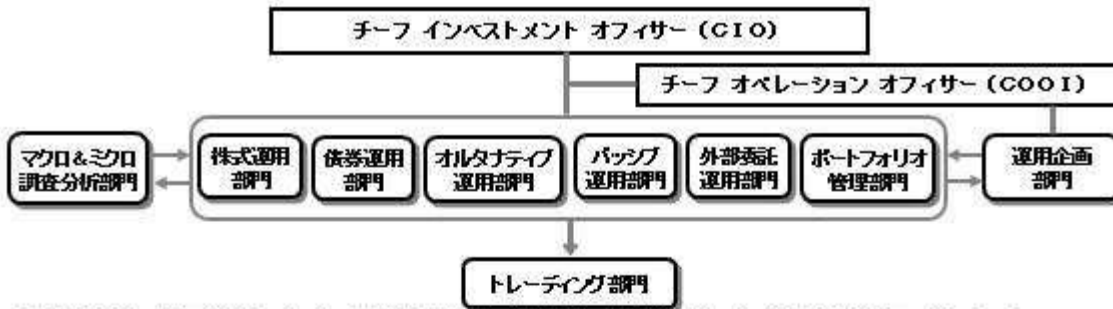 チーフ インベストメント オフィサー (CIO)
チーフ オペレーション オフィサー (COOI)
マクロ&ミクロ
調査分析部門
株式運用
部門
債券運用
部門
オルタナティブ
運用部門
パッシブ
運用部門
外部委託
運用部門
ポートフォリオ
管理部門
運用企画
部門
トレーディング部門